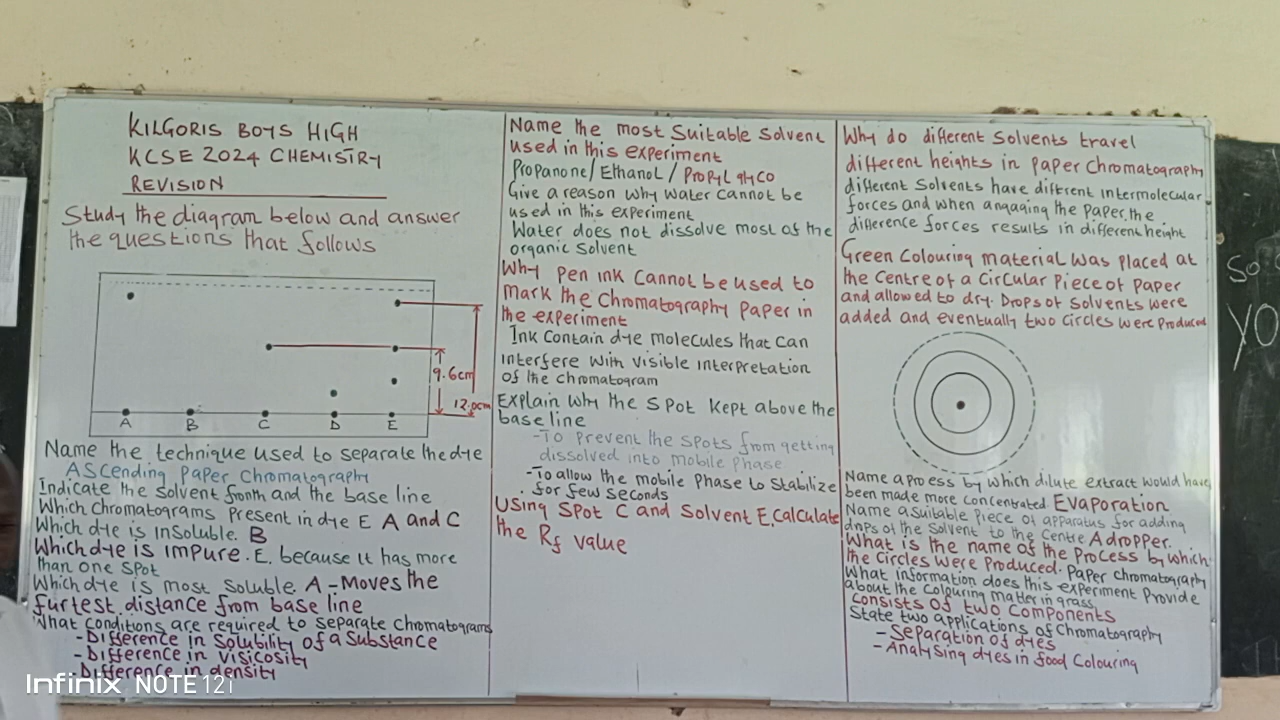 KILGORIS BOYS HIGH
KCSE 2024 CHEMISTRY
REVISION
Study the diagram below and answer
the questions that follows
9.6cm
12.0cm
A B C D E
Name the technique used to separate the dye
Ascending Paper Chromatography
Indicate the solvent fronth and the base line
Which chromatograms present in dye E A and C
Which dye is insoluble. B
Which dye is impure. E. because it has more
than one spot
Which dye is most soluble. A - Moves the
furtest distance from base line
What conditions are required to separate chromatograms
- Difference in Solubility of a Substance
- Difference in Visicosity
- Difference in density
Name the most Suitable Solvent
used in this experiment
Propanone/Ethanol/Propyl glyco
Give a reason why water cannot be
used in this experiment
Water does not dissolve most of the
organic solvent
Why pen ink cannot be used to
mark the chromatography paper in
the experiment
Ink contain dye molecules that can
interfere with visible interpretation
of the chromatogram
Explain why the spot kept above the
base line
- To prevent the spots from getting
dissolved into mobile phase
- To allow the mobile phase to stabilize
for few seconds
Using Spot C and Solvent E, Calculate
the Rf value
Why do different solvents travel
different heights in paper chromatography
different solvents have diffrent intermolecular
forces and when angaging the paper, the
difference forces results in different height
Green colouring material was placed at
the centre of a circular piece of paper
and allowed to dry. Drops of solvents were
added and eventually two circles were produced
Name a process by which dilute extract would have
been made more concentrated. Evaporation
Name a suitable piece of apparatus for adding
drops of the solvent to the centre A dropper.
What is the name of the process by which
the circles were produced. Paper chromatography
What information does this experiment provide
about the colouring matter in grass
Consists of two components
State two applications of chromatography
- Separation of dyes
- Analysing dyes in food colouring
So
YO
Infinix NOTE 12i